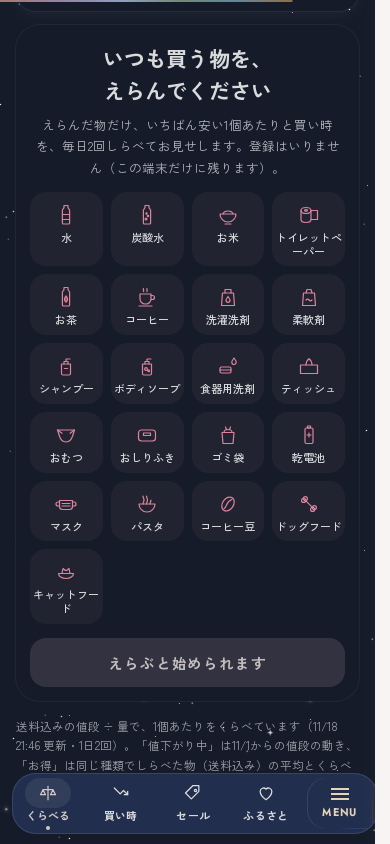 いつも買う物を、
えらんでください
えらんだ物だけ、いちばん安い1個あたりと買い時
を、毎日2回しらべてお見せします。登録はいりませ
ん（この端末だけに残ります）。
水
炭酸水
お米
トイレットペ
ーパー
お茶
コーヒー
洗濯洗剤
柔軟剤
シャンプー
ボディソープ
食器用洗剤
ティッシュ
おむつ
おしりふき
ゴミ袋
乾電池
マスク
パスタ
コーヒー豆
ドッグフード
キャットフー
ド
えらぶと始められます
送料込みの値段 ÷ 量で、1個あたりをくらべています（11/18
21:46 更新・1日2回）。「値下がり中」は11/1からの値段の動き、
「お得」は同じ種類でしらべた物（送料込み）の平均とくらべ
くらべる
買い時
セール
ふるさと
MENU